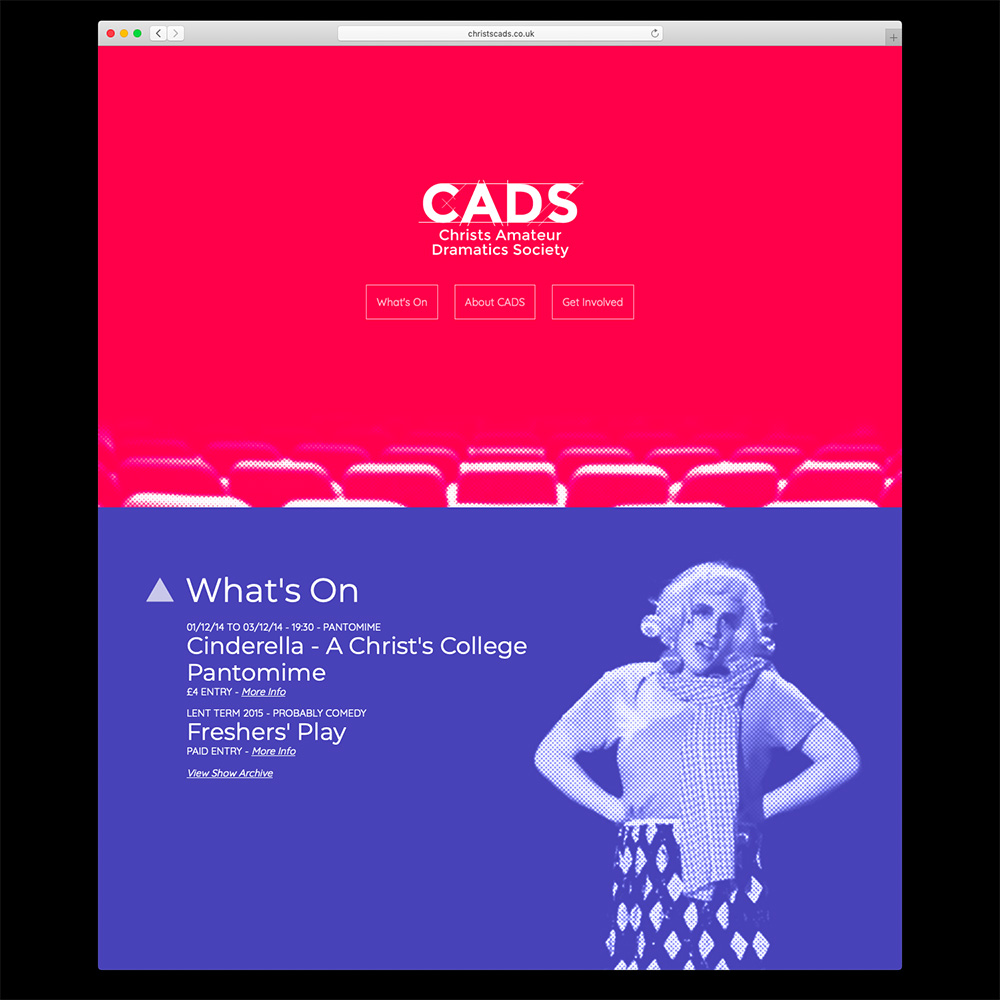 christscads.co.uk
CADS
Christs Amateur
Dramatics Society
What's On
About CADS
Get Involved
What's On
01/12/14 TO 03/12/14 - 19:30 - PANTOMIME
Cinderella - A Christ's College
Pantomime
£4 ENTRY - More Info
LENT TERM 2015 - PROBABLY COMEDY
Freshers' Play
PAID ENTRY - More Info
View Show Archive